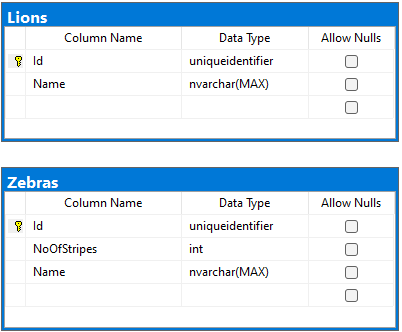 Lions
Column Name Data Type Allow Nulls
Id uniqueidentifier
Name nvarchar(MAX)
Zebras
Column Name Data Type Allow Nulls
Id uniqueidentifier
NoOfStripes int
Name nvarchar(MAX)